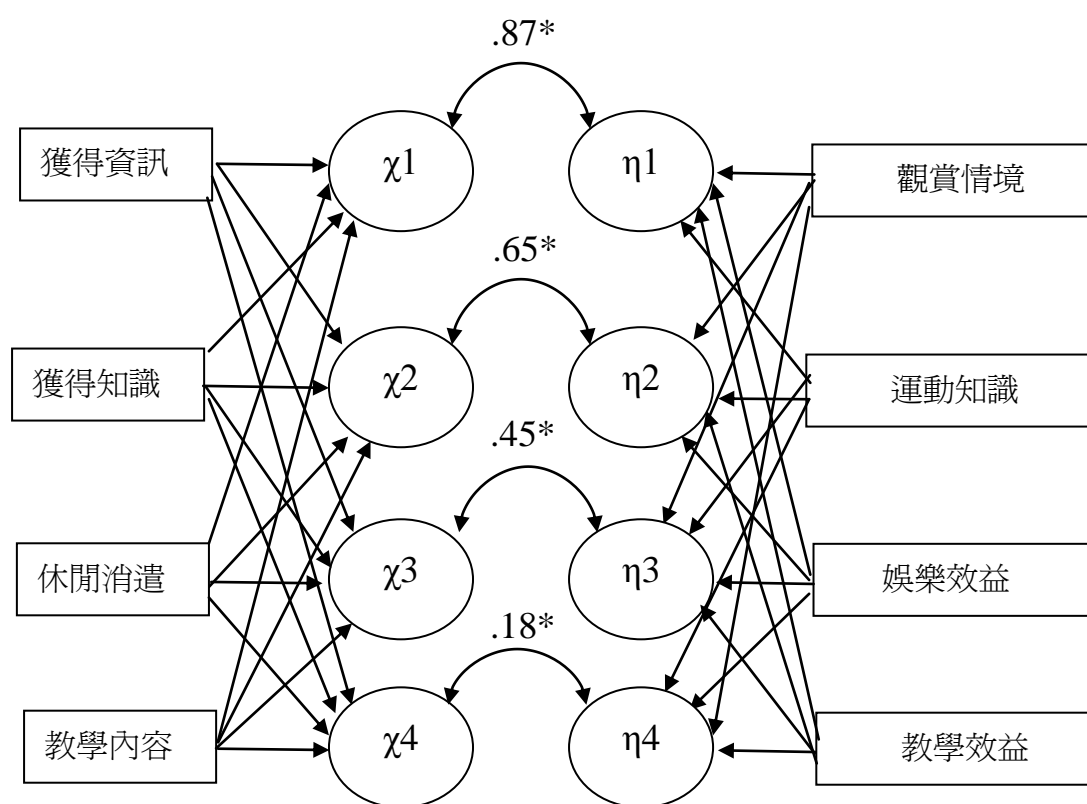 .87*
獲得資訊
χ1
η1
觀賞情境
.65*
獲得知識
χ2
η2
運動知識
.45*
休閒消遣
χ3
η3
娛樂效益
.18*
教學內容
χ4
η4
教學效益